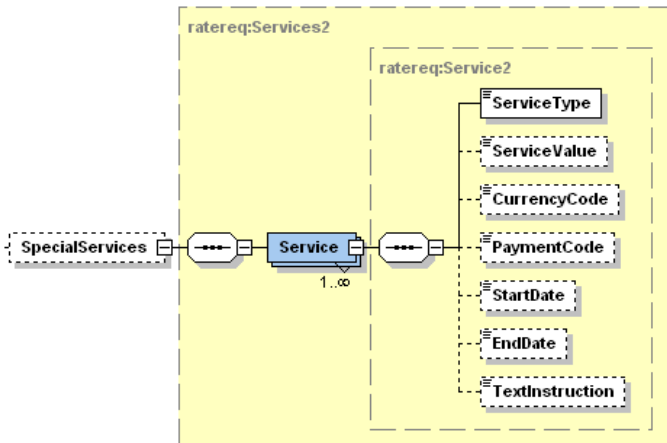 ratereq:Services2
ratereq:Service2
ServiceType
ServiceValue
CurrencyCode
SpecialServices
Service
PaymentCode
1..∞
StartDate
EndDate
TextInstruction